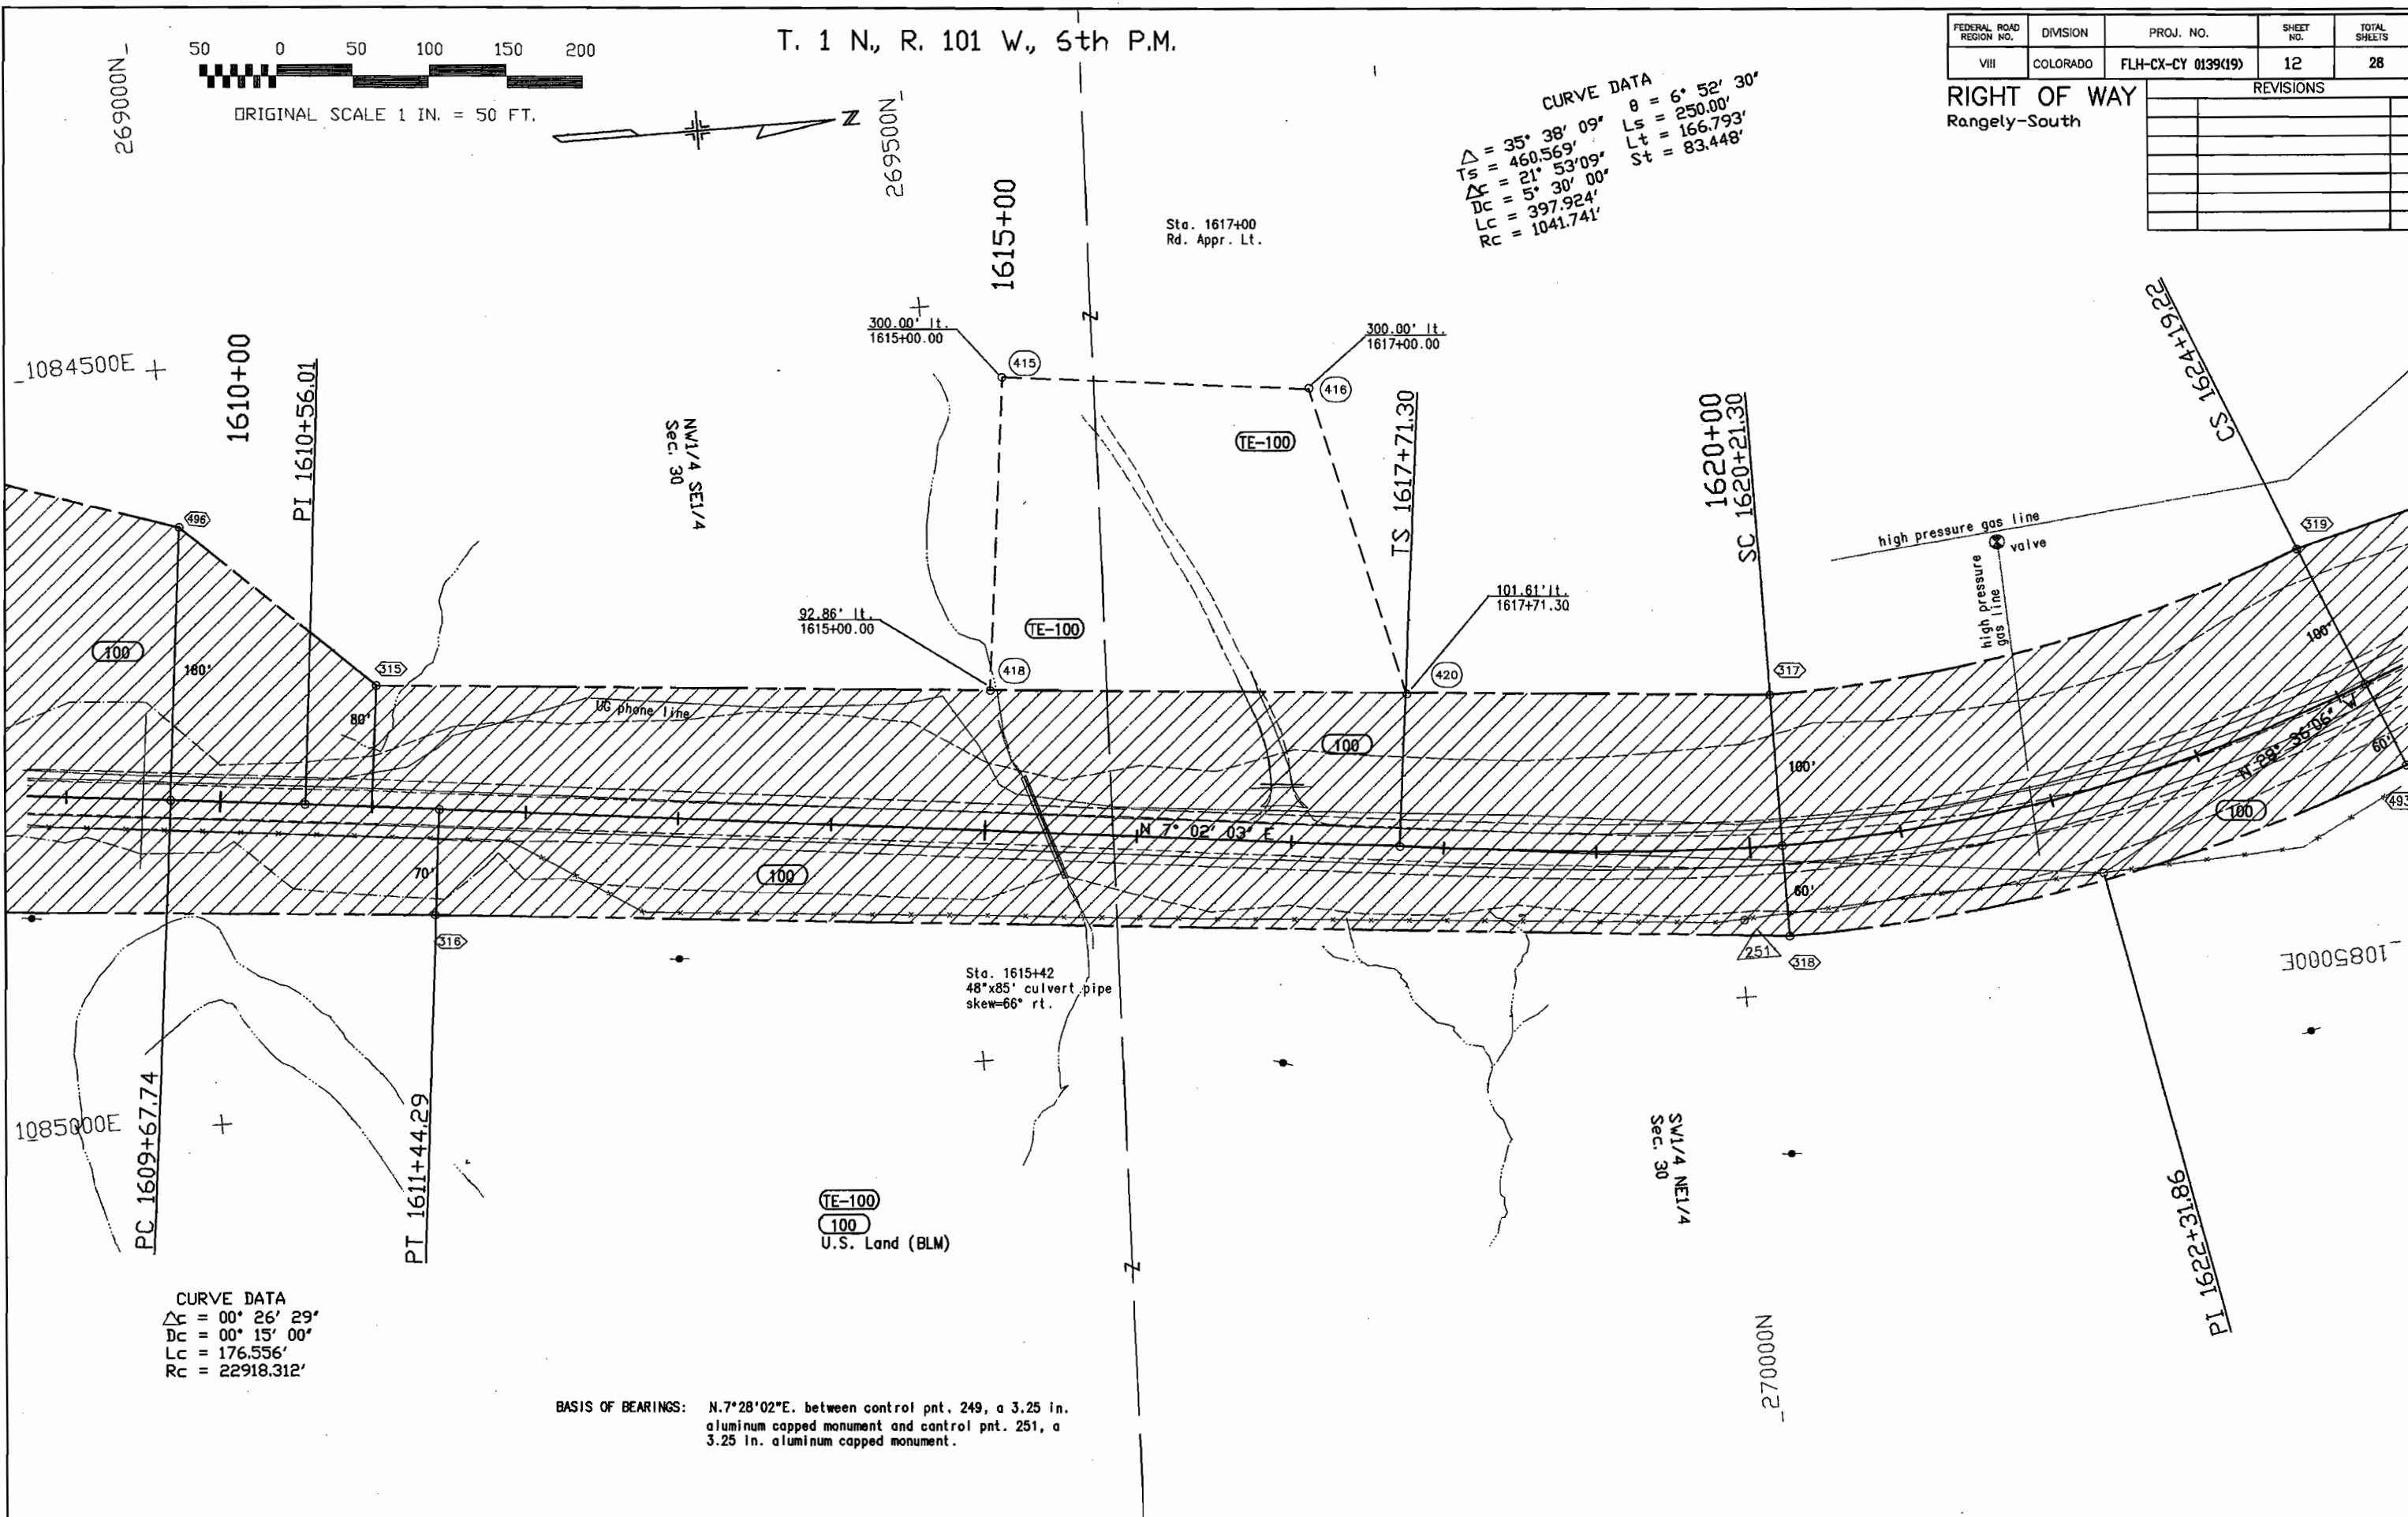 T. 1 N., R. 101 W., 6th P.M.
FEDERAL ROAD REGION NO.
DIVISION
PROJ. NO.
SHEET NO.
TOTAL SHEETS
VIII
COLORADO
FLH-CX-CY 0139(19)
12
28
RIGHT OF WAY
Rangely-South
REVISIONS
50 0 50 100 150 200
ORIGINAL SCALE 1 IN. = 50 FT.
Z
269000N
269500N
CURVE DATA
Δ = 35° 38' 09" θ = 6° 52' 30"
Ts = 460.569' Ls = 250.00'
Δc = 21° 53'09" Lt = 166.793'
Dc = 5° 30' 00" St = 83.448'
Lc = 397.924'
Rc = 1041.741'
Sta. 1617+00
Rd. Appr. Lt.
1615+00
1610+00
PI 1610+56.01
1084500E
300.00' lt.
1615+00.00
415
300.00' lt.
1617+00.00
416
TE-100
TS 1617+71.30
1620+00
SC 1620+21.30
CS 1624+19.22
NW1/4 SE1/4
Sec. 30
high pressure gas line
valve
high pressure
gas line
319
496
100
180'
315
80'
UG phone line
92.86' lt.
1615+00.00
418
TE-100
101.61' lt.
1617+71.30
420
317
100
100'
100'
N 28° 36'06" W
60'
493
100
N 7° 02' 03" E
70'
100
60'
316
251
318
1085000E
Sta. 1615+42
48"x85' culvert pipe
skew=66° rt.
1085000E
PC 1609+67.74
PT 1611+44.29
SW1/4 NE1/4
Sec. 30
PI 1622+31.86
TE-100
100
U.S. Land (BLM)
270000N
CURVE DATA
Δc = 00° 26' 29"
Dc = 00° 15' 00"
Lc = 176.556'
Rc = 22918.312'
BASIS OF BEARINGS: N.7°28'02"E. between control pnt. 249, a 3.25 in.
aluminum capped monument and control pnt. 251, a
3.25 in. aluminum capped monument.